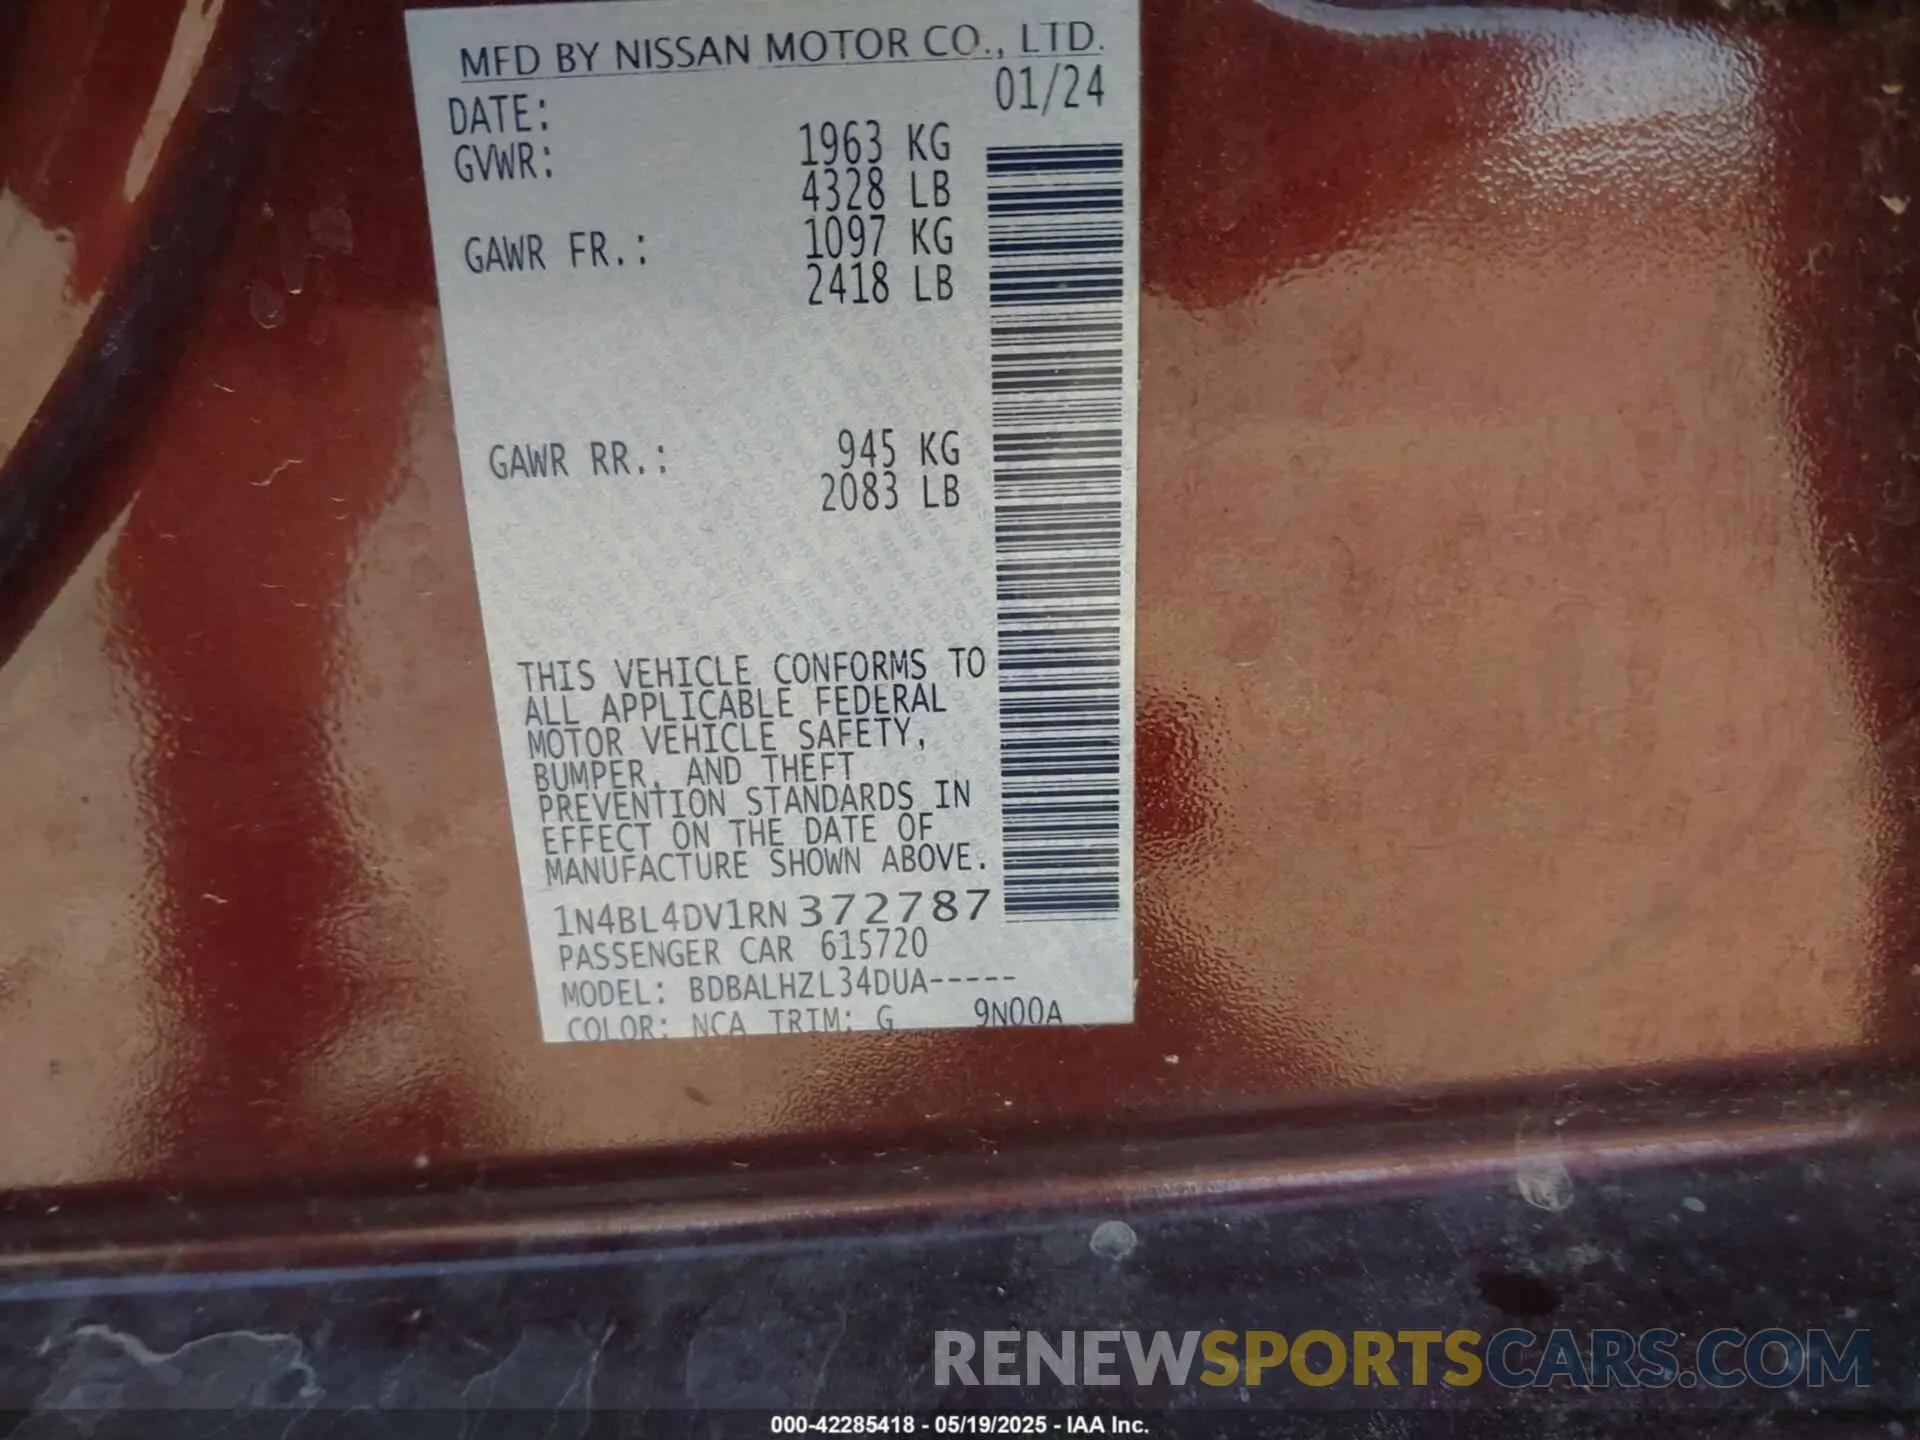 MFD BY NISSAN MOTOR CO., LTD.
DATE: 01/24
GVWR: 1963 KG
4328 LB
GAWR FR.: 1097 KG
2418 LB
GAWR RR.: 945 KG
2083 LB
THIS VEHICLE CONFORMS TO
ALL APPLICABLE FEDERAL
MOTOR VEHICLE SAFETY,
BUMPER, AND THEFT
PREVENTION STANDARDS IN
EFFECT ON THE DATE OF
MANUFACTURE SHOWN ABOVE.
1N4BL4DV1RN372787
PASSENGER CAR 615720
MODEL: BDBALHZL34DUA-----
COLOR: NCA TRIM: G 9N00A
RENEWSPORTSCARS.COM
000-42285418 - 05/19/2025 - IAA Inc.